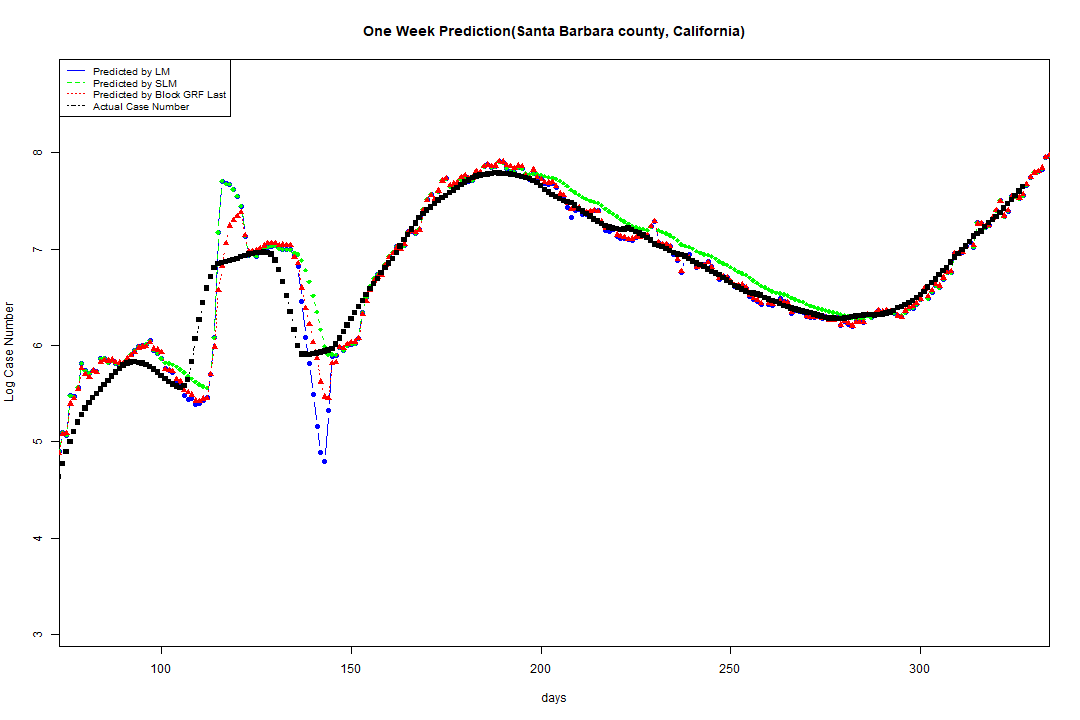 One Week Prediction(Santa Barbara county, California)
Predicted by LM
Predicted by SLM
Predicted by Block GRF Last
Actual Case Number
8
7
6
5
4
3
Log Case Number
100 150 200 250 300
days